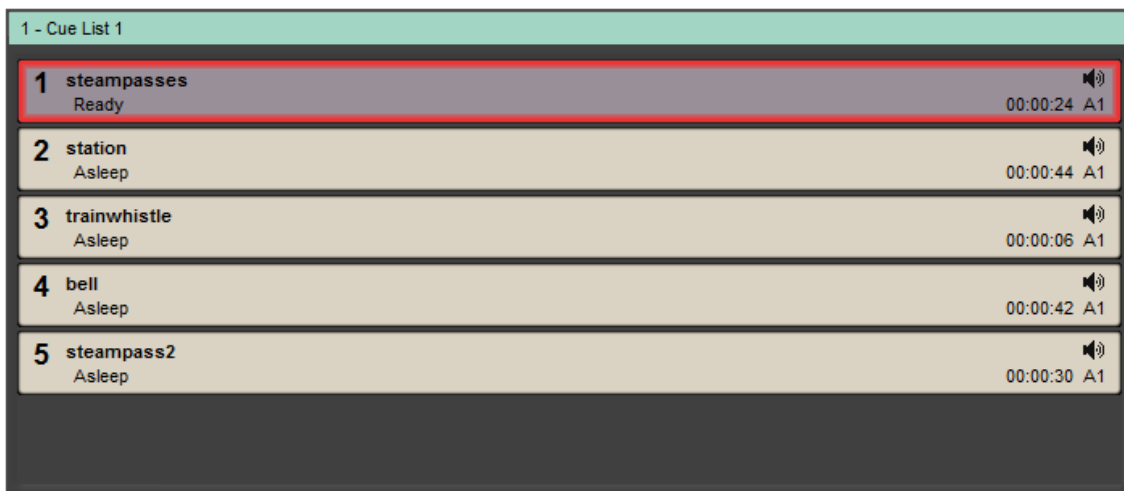 1 - Cue List 1
1 steampasses
Ready 00:00:24 A1
2 station
Asleep 00:00:44 A1
3 trainwhistle
Asleep 00:00:06 A1
4 bell
Asleep 00:00:42 A1
5 steampass2
Asleep 00:00:30 A1